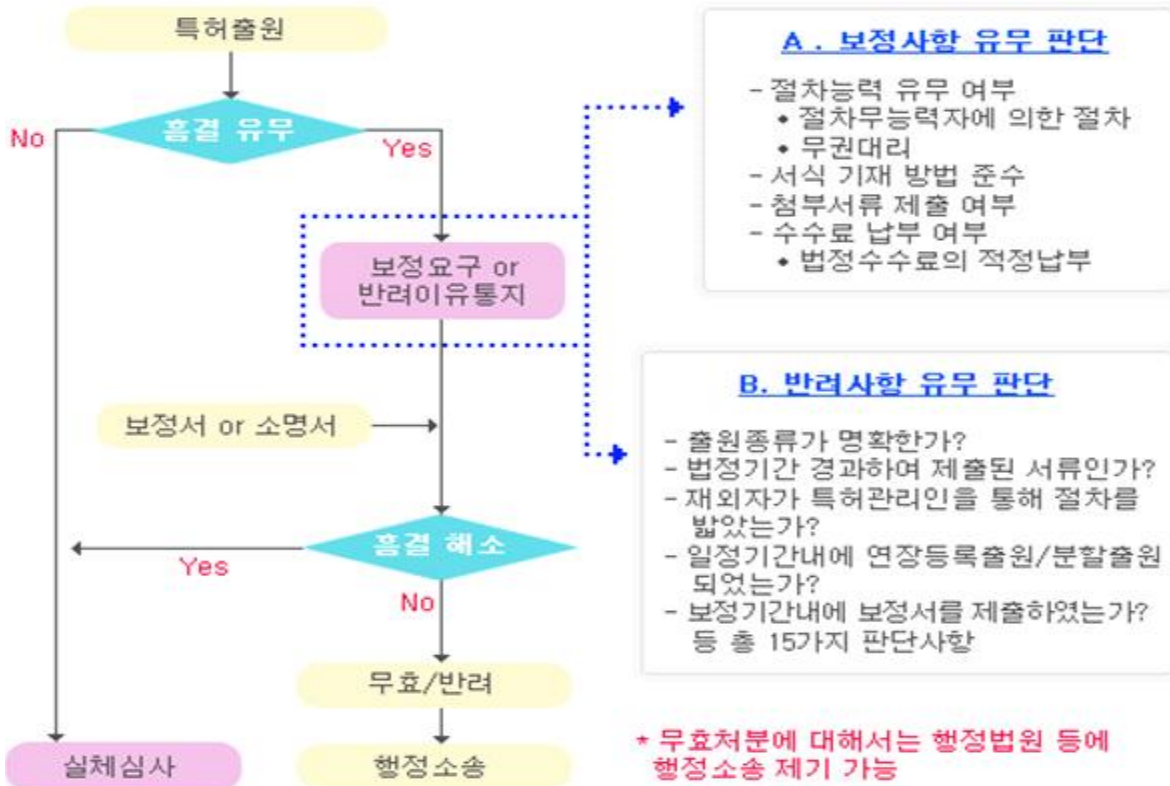 특허출원
흠결 유무
No
Yes
보정요구 or
반려이유통지
보정서 or 소명서
흠결 해소
Yes
No
무효/반려
실체심사
행정소송
A . 보정사항 유무 판단
- 절차능력 유무 여부
• 절차무능력자에 의한 절차
• 무권대리
- 서식 기재 방법 준수
- 첨부서류 제출 여부
- 수수료 납부 여부
• 법정수수료의 적정납부
B. 반려사항 유무 판단
- 출원종류가 명확한가?
- 법정기간 경과하여 제출된 서류인가?
- 재외자가 특허관리인을 통해 절차를
밟았는가?
- 일정기간내에 연장등록출원/분할출원
되었는가?
- 보정기간내에 보정서를 제출하였는가?
등 총 15가지 판단사항
* 무효처분에 대해서는 행정법원 등에
행정소송 제기 가능